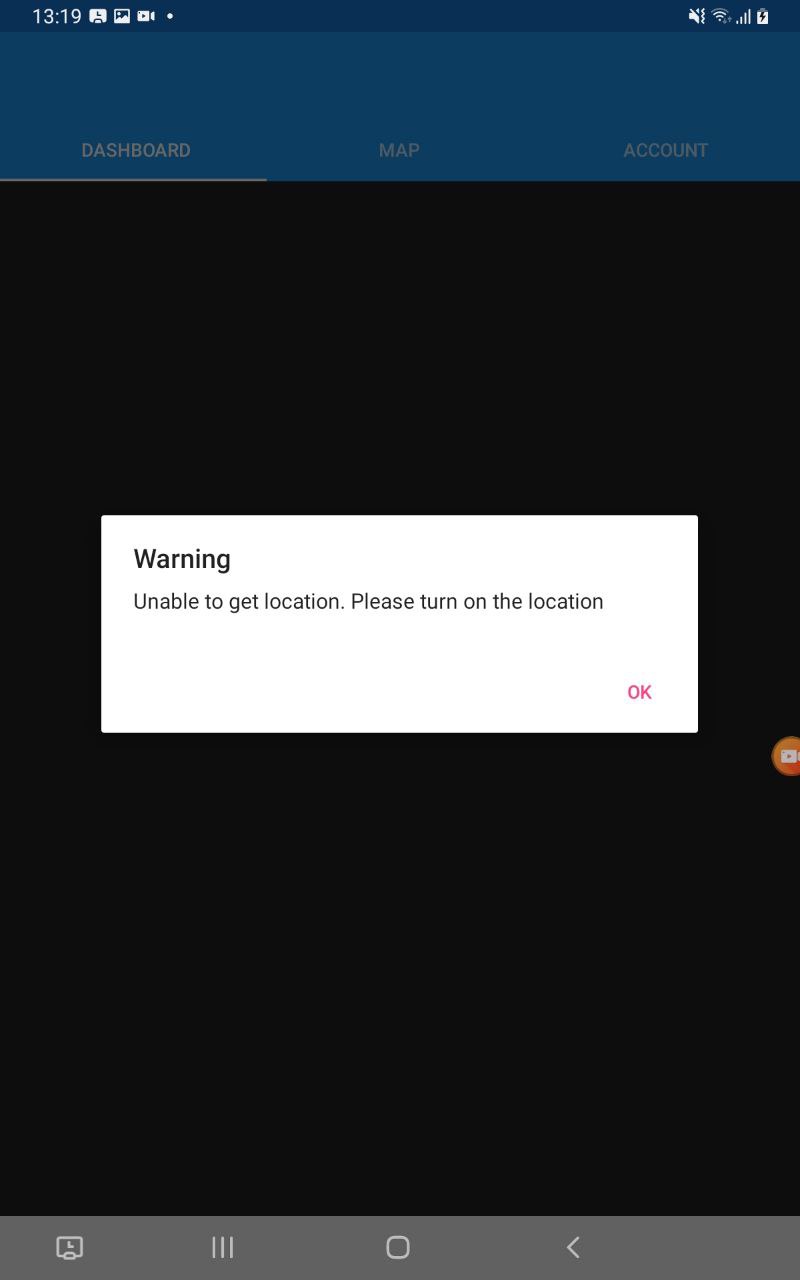 13:19
DASHBOARD MAP ACCOUNT
Warning
Unable to get location. Please turn on the location
OK